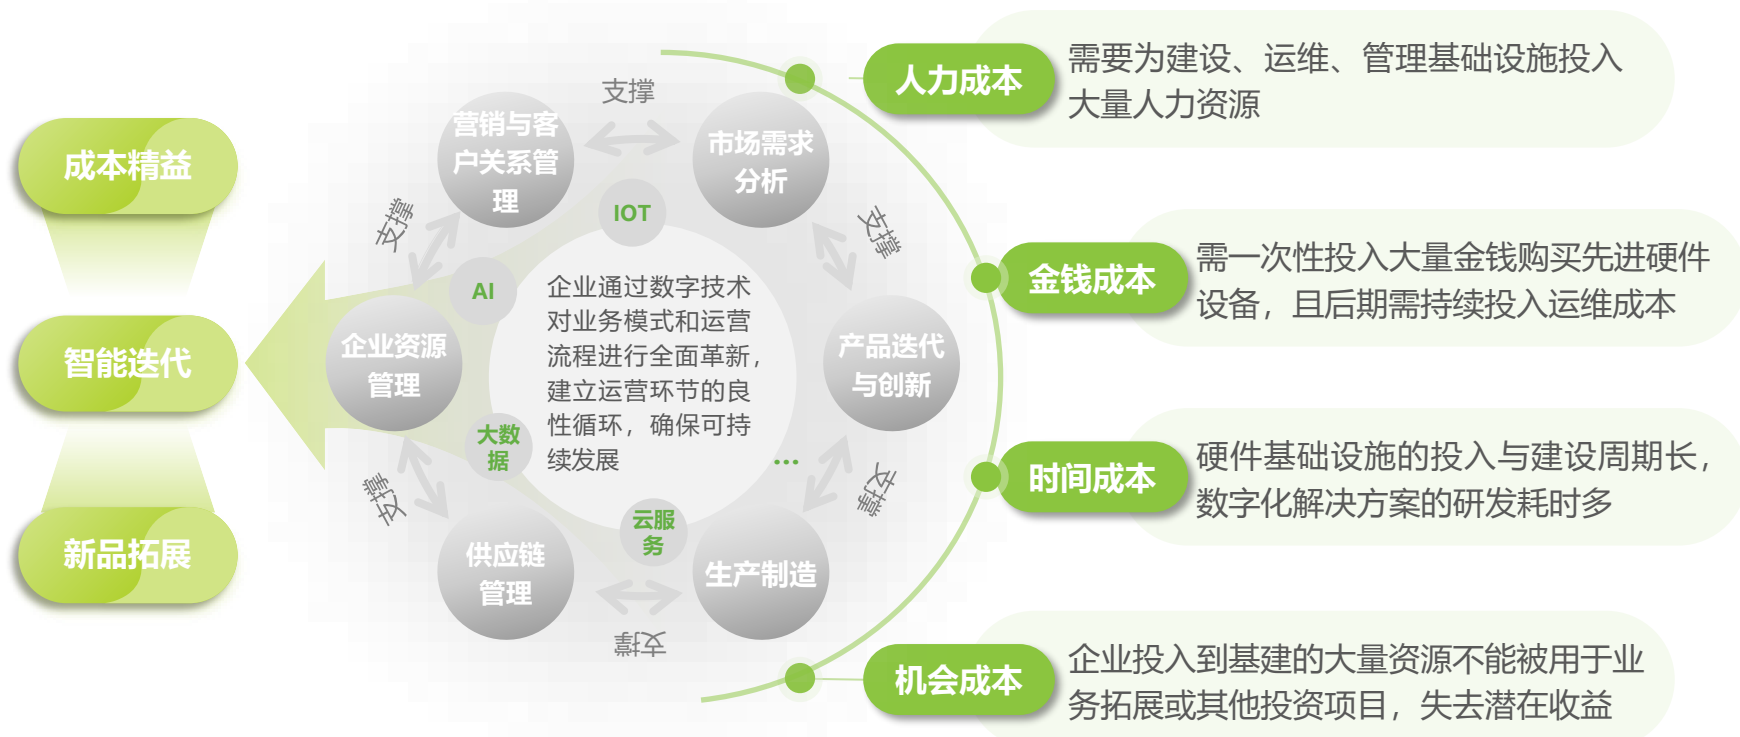 成本精益
智能迭代
新品拓展
支撑
营销与客
户关系管
理
市场需求
分析
支撑
IOT
支撑
AI
企业资源
管理
企业通过数字技术
对业务模式和运营
流程进行全面革新，
建立运营环节的良
性循环，确保可持
续发展
产品迭代
与创新
大数
据
...
支撑
支撑
云服
务
供应链
管理
生产制造
支撑
人力成本
需要为建设、运维、管理基础设施投入
大量人力资源
金钱成本
需一次性投入大量金钱购买先进硬件
设备，且后期需持续投入运维成本
时间成本
硬件基础设施的投入与建设周期长，
数字化解决方案的研发耗时多
机会成本
企业投入到基建的大量资源不能被用于业
务拓展或其他投资项目，失去潜在收益